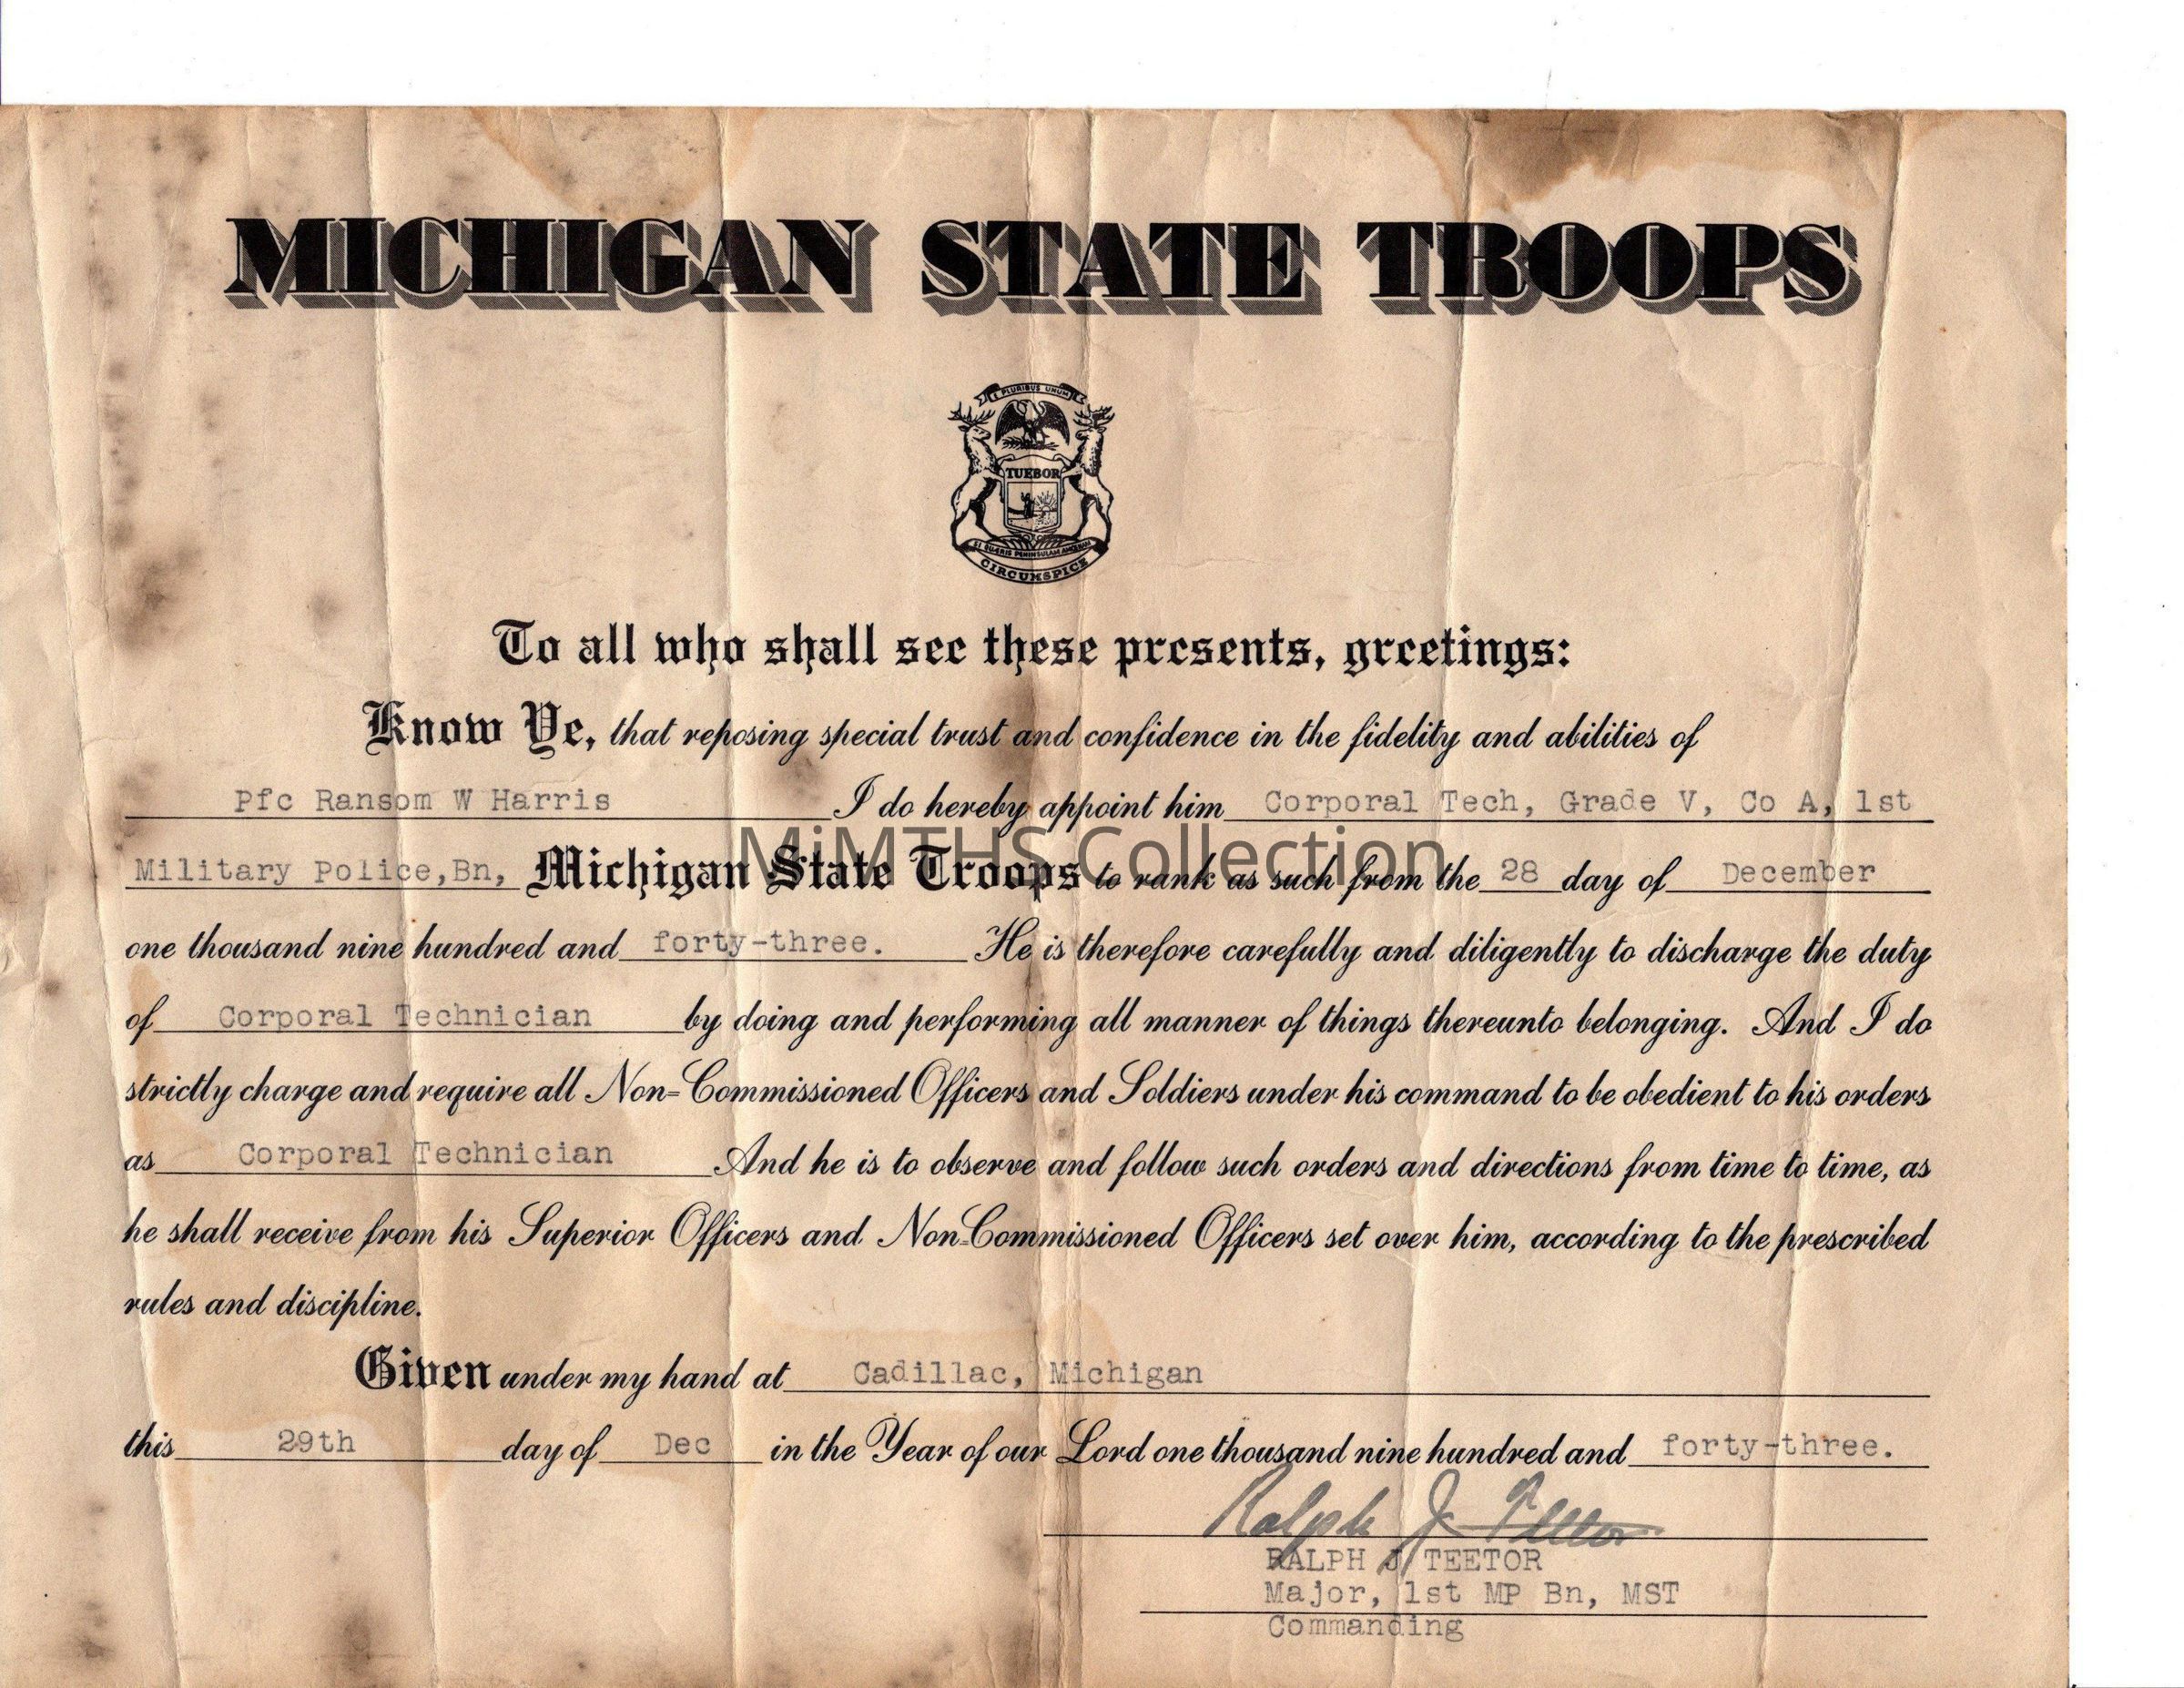 MICHIGAN STATE TROOPS
E PLURIBUS UNUM
TUEBOR
SI QUAERIS PENINSULAM AMOENAM
CIRCUMSPICE
To all who shall see these presents, greetings:
Know Ye, that reposing special trust and confidence in the fidelity and abilities of
Pfc Ransom W Harris I do hereby appoint him Corporal Tech, Grade V, Co A, 1st
Military Police,Bn, Michigan State Troops to rank as such from the 28 day of December
MiMTHS Collection
one thousand nine hundred and forty-three. He is therefore carefully and diligently to discharge the duty
of Corporal Technician by doing and performing all manner of things thereunto belonging. And I do
strictly charge and require all Non-Commissioned Officers and Soldiers under his command to be obedient to his orders
as Corporal Technician And he is to observe and follow such orders and directions from time to time, as
he shall receive from his Superior Officers and Non-Commissioned Officers set over him, according to the prescribed
rules and discipline.
Given under my hand at Cadillac, Michigan
this 29th day of Dec in the Year of our Lord one thousand nine hundred and forty-three.
Ralph J Teetor
RALPH J TEETOR
Major, 1st MP Bn, MST
Commanding